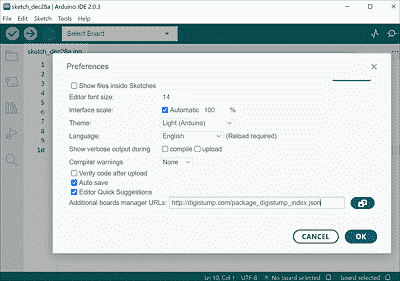 sketch_dec28a | Arduino IDE 2.0.3
File Edit Sketch Tools Help
Select Board
sketch_dec28a.ino
1
2
3
4
5
6
7
8
9
10
Preferences
Show files inside Sketches
Editor font size: 14
Interface scale: Automatic 100 %
Theme: Light (Arduino)
Language: English (Reload required)
Show verbose output during compile upload
Compiler warnings None
Verify code after upload
Auto save
Editor Quick Suggestions
Additional boards manager URLs: http://digistump.com/package_digistump_index.json
CANCEL OK
Ln 10, Col 1 UTF-8 No board selected board selected